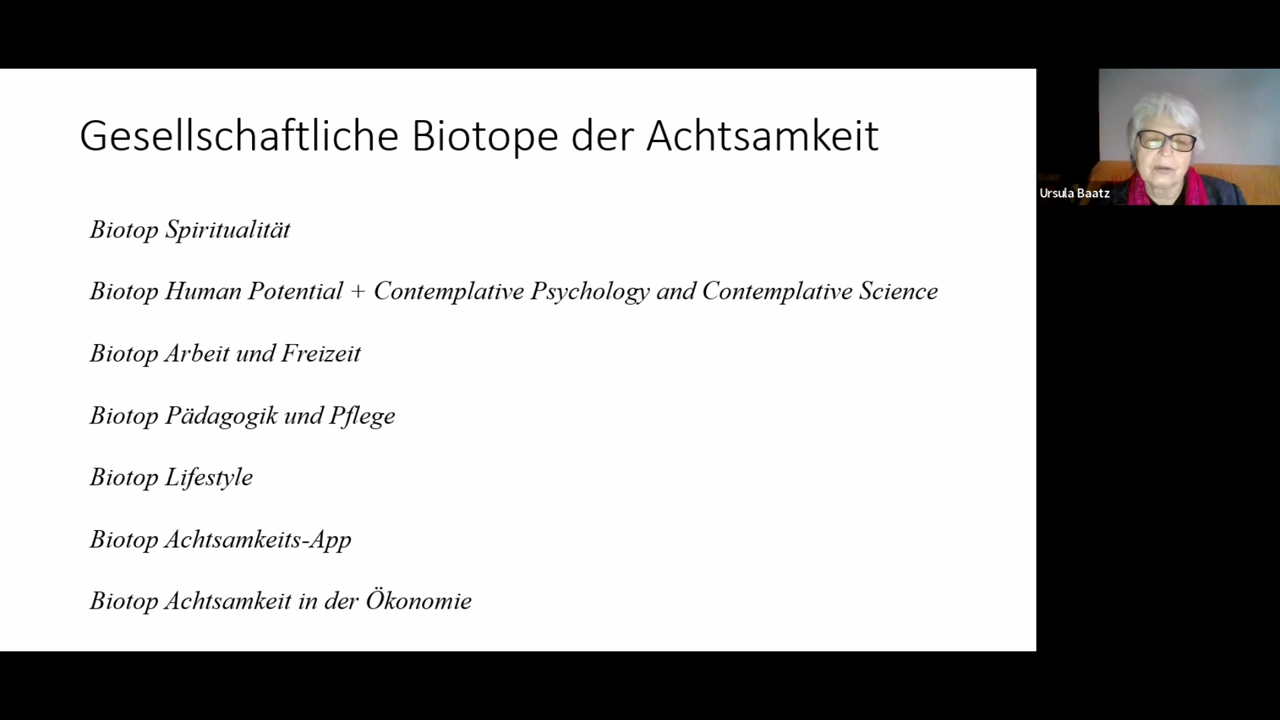 Gesellschaftliche Biotope der Achtsamkeit
Biotop Spiritualität
Biotop Human Potential + Contemplative Psychology and Contemplative Science
Biotop Arbeit und Freizeit
Biotop Pädagogik und Pflege
Biotop Lifestyle
Biotop Achtsamkeits-App
Biotop Achtsamkeit in der Ökonomie
Ursula Baatz